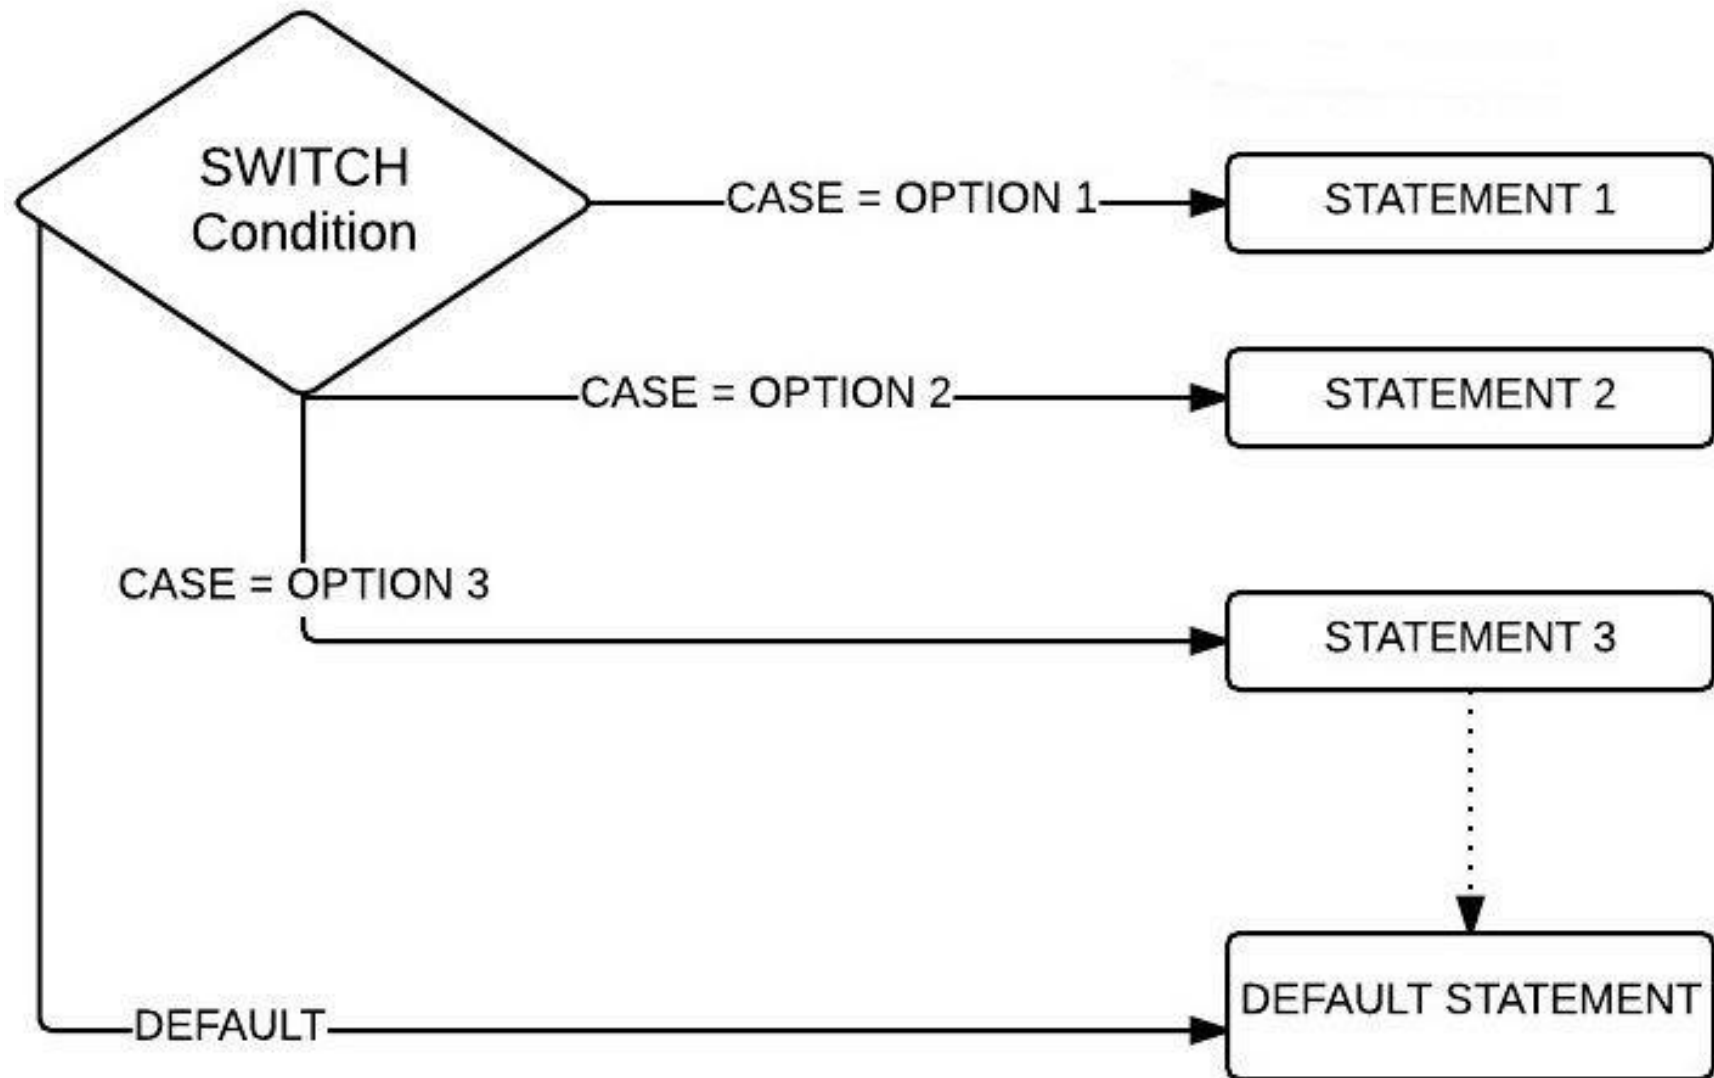 SWITCH
Condition
CASE = OPTION 1
STATEMENT 1
CASE = OPTION 2
STATEMENT 2
CASE = OPTION 3
STATEMENT 3
DEFAULT
DEFAULT STATEMENT